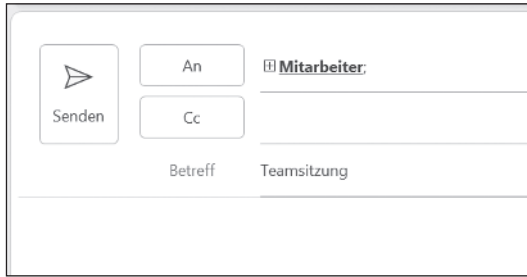 An
Mitarbeiter;
Senden
Cc
Betreff
Teamsitzung